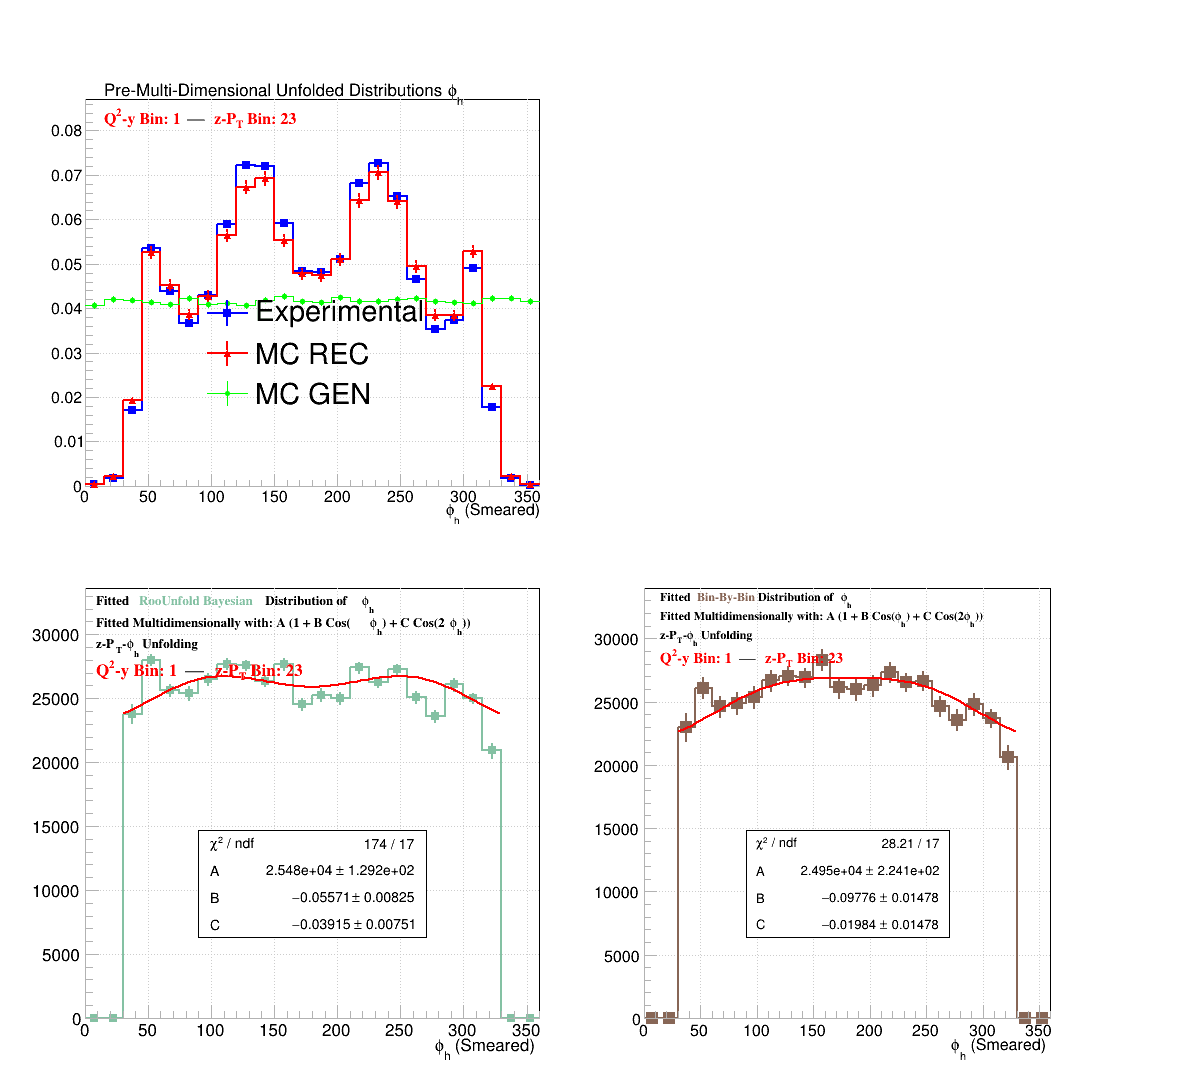 Pre-Multi-Dimensional Unfolded Distributions ϕh
Q²-y Bin: 1 — z-PT Bin: 23
0.08
0.07
0.06
0.05
0.04
0.03
0.02
0.01
0
Experimental
MC REC
MC GEN
0 50 100 150 200 250 300 350
ϕh (Smeared)
Fitted RooUnfold Bayesian Distribution of ϕh
Fitted Multidimensionally with: A (1 + B Cos( ϕh) + C Cos(2 ϕh))
z-PT-ϕh Unfolding
Q²-y Bin: 1 — z-PT Bin: 23
30000
25000
20000
15000
10000
5000
0
χ² / ndf 174 / 17
A 2.548e+04 ± 1.292e+02
B −0.05571 ± 0.00825
C −0.03915 ± 0.00751
0 50 100 150 200 250 300 350
ϕh (Smeared)
Fitted Bin-By-Bin Distribution of ϕh
Fitted Multidimensionally with: A (1 + B Cos(ϕh) + C Cos(2ϕh))
z-PT-ϕh Unfolding
Q²-y Bin: 1 — z-PT Bin: 23
30000
25000
20000
15000
10000
5000
0
χ² / ndf 28.21 / 17
A 2.495e+04 ± 2.241e+02
B −0.09776 ± 0.01478
C −0.01984 ± 0.01478
0 50 100 150 200 250 300 350
ϕh (Smeared)